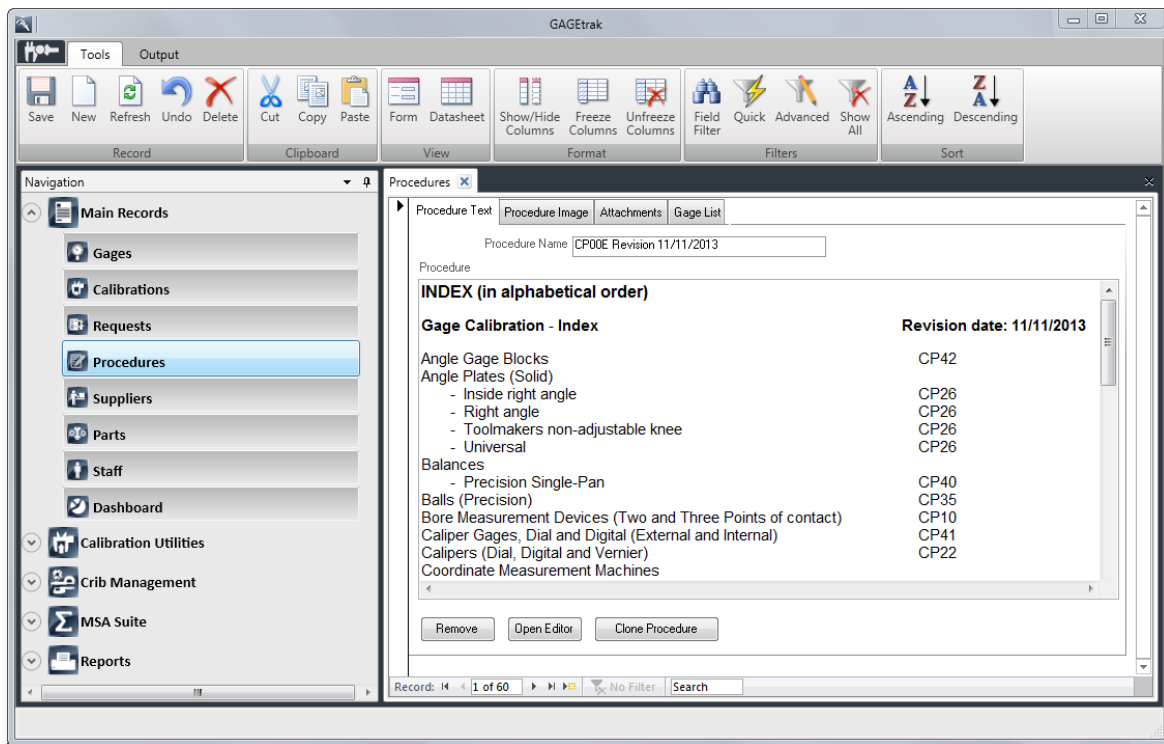 GAGEtrak
Tools Output
Save New Refresh Undo Delete Cut Copy Paste Form Datasheet Show/Hide Columns Freeze Columns Unfreeze Columns Field Filter Quick Advanced Show All Ascending Descending
Record Clipboard View Format Filters Sort
Navigation
Main Records
Gages
Calibrations
Requests
Procedures
Suppliers
Parts
Staff
Dashboard
Calibration Utilities
Crib Management
MSA Suite
Reports
Procedures
Procedure Text Procedure Image Attachments Gage List
Procedure Name CP00E Revision 11/11/2013
Procedure
INDEX (in alphabetical order)
Gage Calibration - Index Revision date: 11/11/2013
Angle Gage Blocks CP42
Angle Plates (Solid)
- Inside right angle CP26
- Right angle CP26
- Toolmakers non-adjustable knee CP26
- Universal CP26
Balances
- Precision Single-Pan CP40
Balls (Precision) CP35
Bore Measurement Devices (Two and Three Points of contact) CP10
Caliper Gages, Dial and Digital (External and Internal) CP41
Calipers (Dial, Digital and Vernier) CP22
Coordinate Measurement Machines
Remove Open Editor Clone Procedure
Record: 1 of 60 No Filter Search